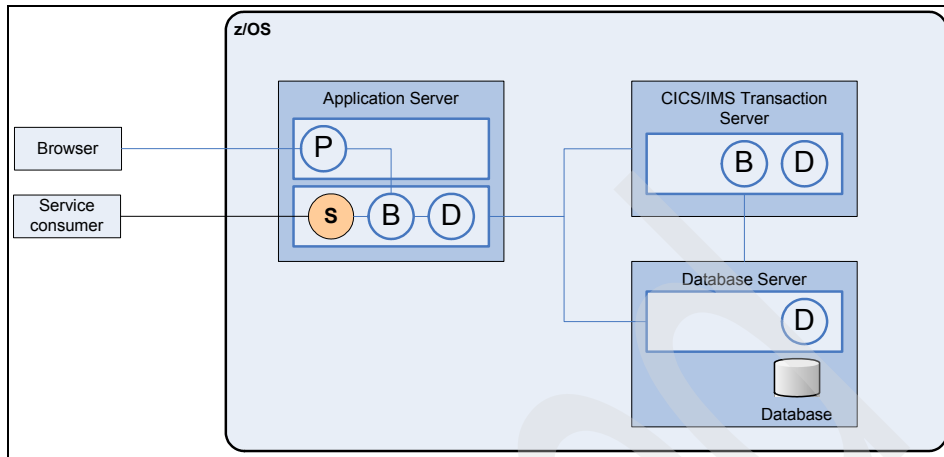 z/OS
Application Server
CICS/IMS Transaction
Server
Browser
P
B
D
Service
consumer
S
B
D
Database Server
D
Database